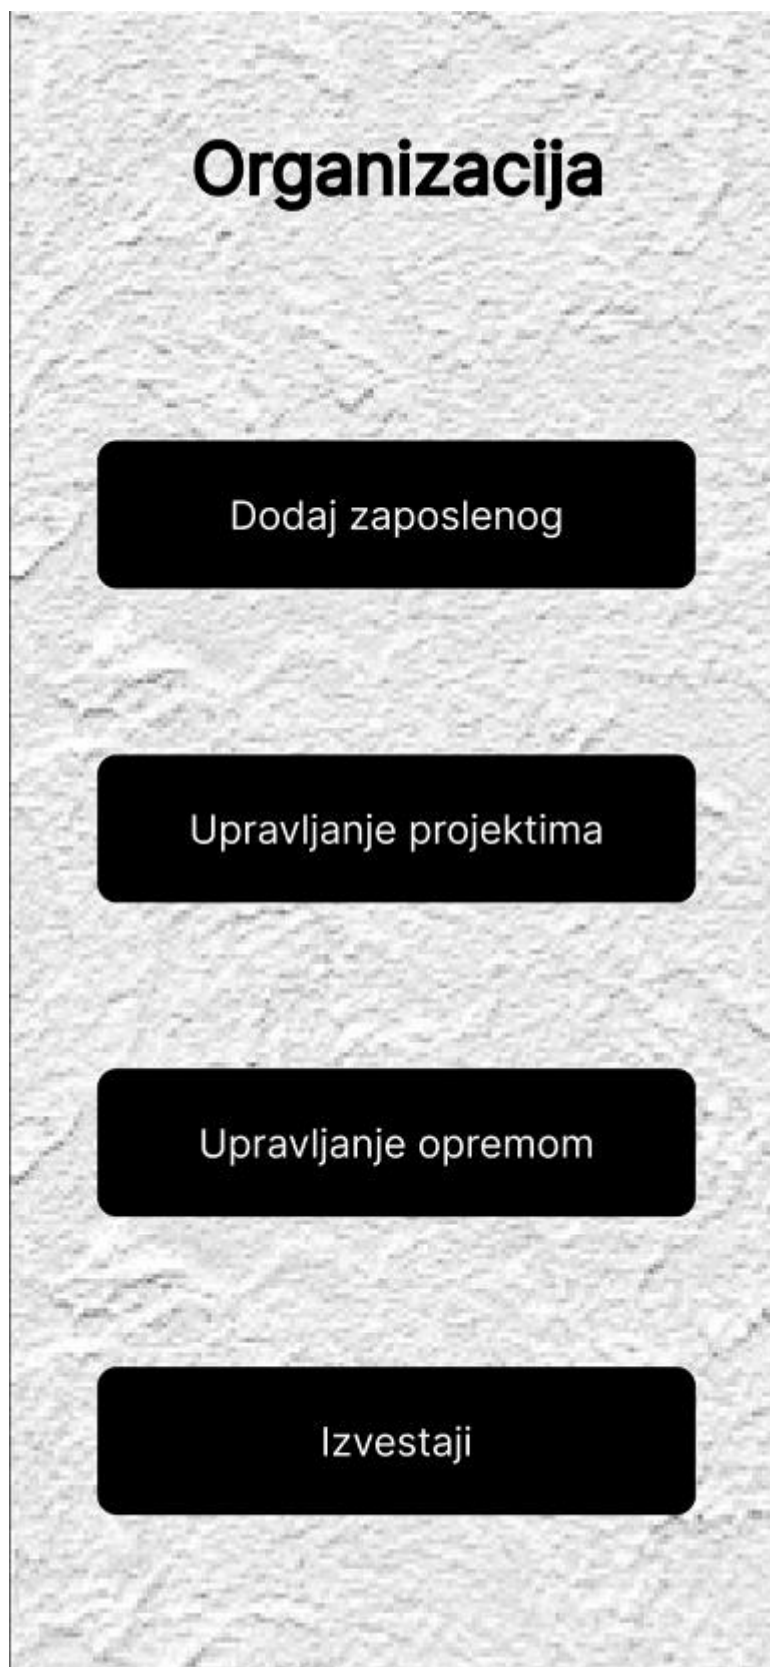 Organizacija
Dodaj zaposlenog
Upravljanje projektima
Upravljanje opremom
Izvestaji